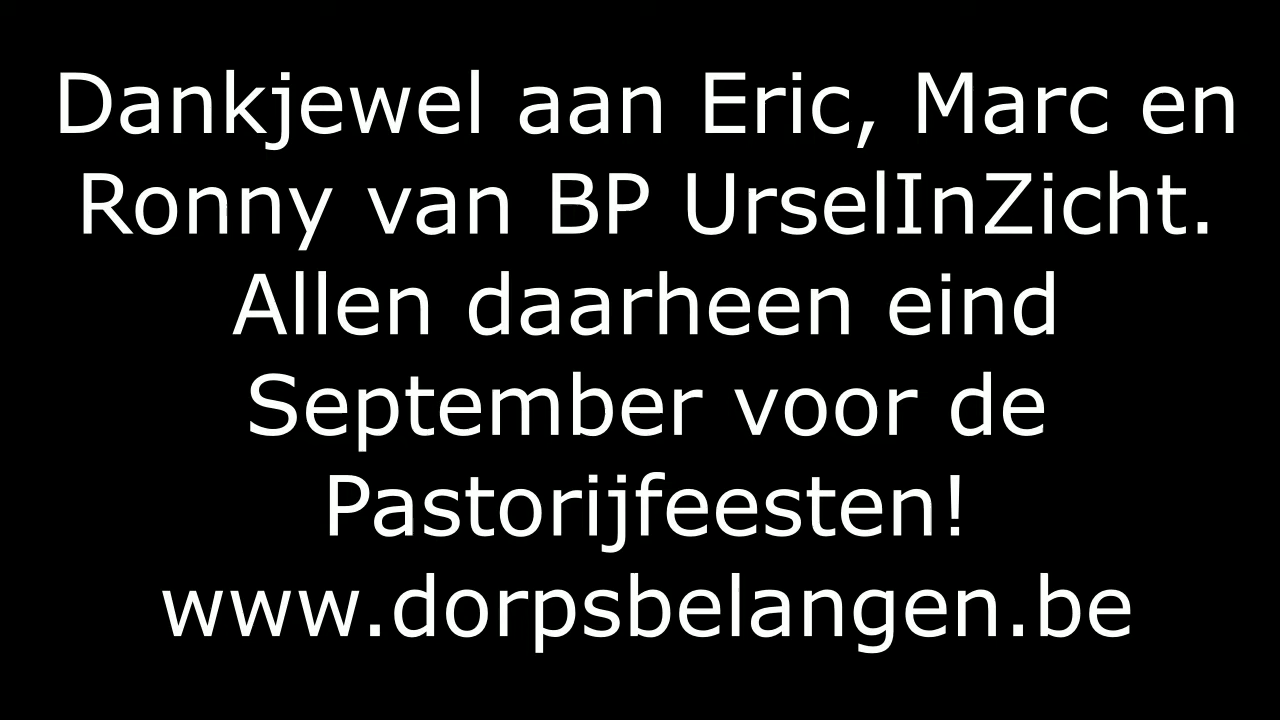 Dankjewel aan Eric, Marc en
Ronny van BP UrselInZicht.
Allen daarheen eind
September voor de
Pastorijfeesten!
www.dorpsbelangen.be